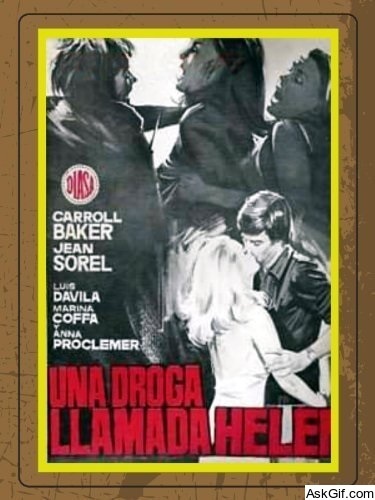 DIASA
CARROLL
BAKER
JEAN
SOREL
LUIS
DAVILA
MARINA
COFFA
Y
ANNA
PROCLEMER
UNA DROGA
LLAMADA HELEN
AskGif.com